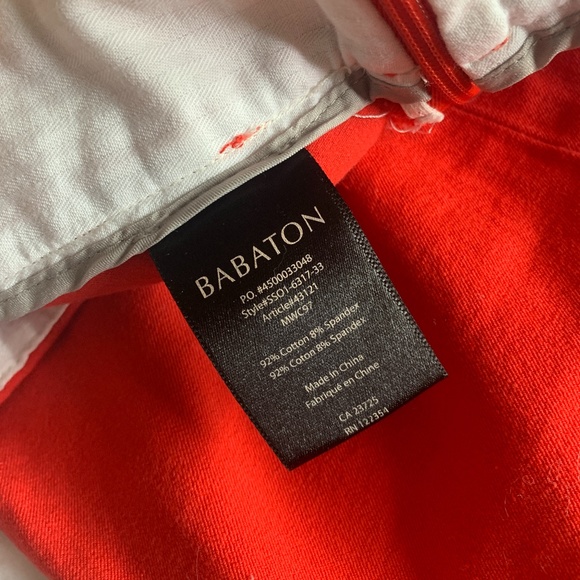 BABATON
P.O. #4500033048
Style#SSO1-6317-33
Article#43121
MWC97
92% Cotton 8% Spandex
92% Coton 8% Spandex
Made in China
Fabriqué en Chine
CA 23725
RN 122354